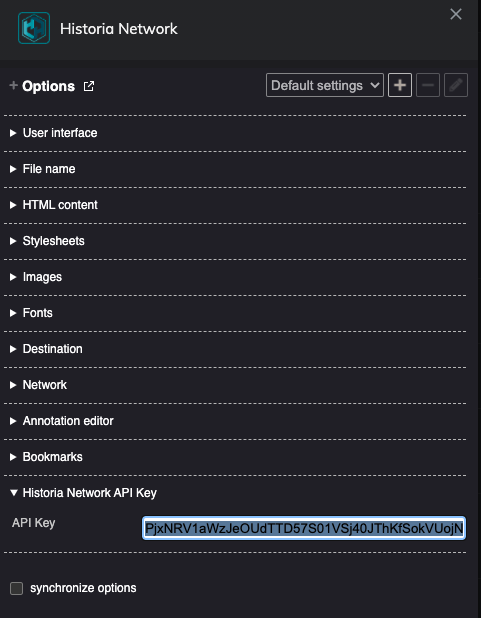 Historia Network
Options
Default settings
User interface
File name
HTML content
Stylesheets
Images
Fonts
Destination
Network
Annotation editor
Bookmarks
Historia Network API Key
API Key PjxNRV1aWzJeOUdTTD57S01VSj40JThKfSokVUojN
synchronize options